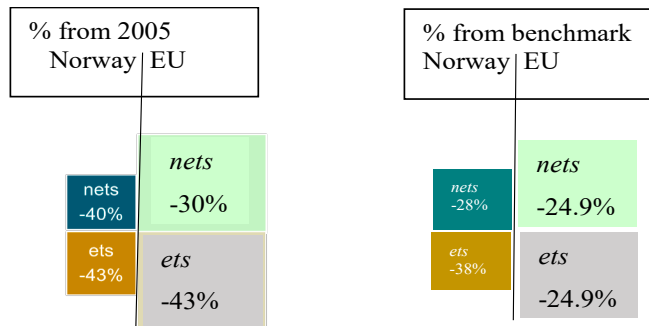 % from 2005
Norway EU
nets
-40%
nets
-30%
ets
-43%
ets
-43%
% from benchmark
Norway EU
nets
-28%
nets
-24.9%
ets
-38%
ets
-24.9%